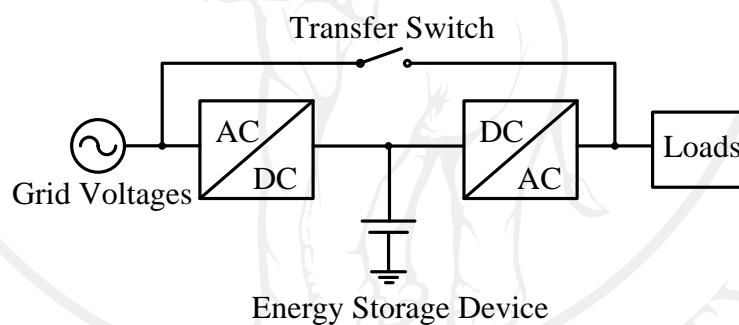 Transfer Switch
AC
DC
DC
AC
Loads
Grid Voltages
Energy Storage Device